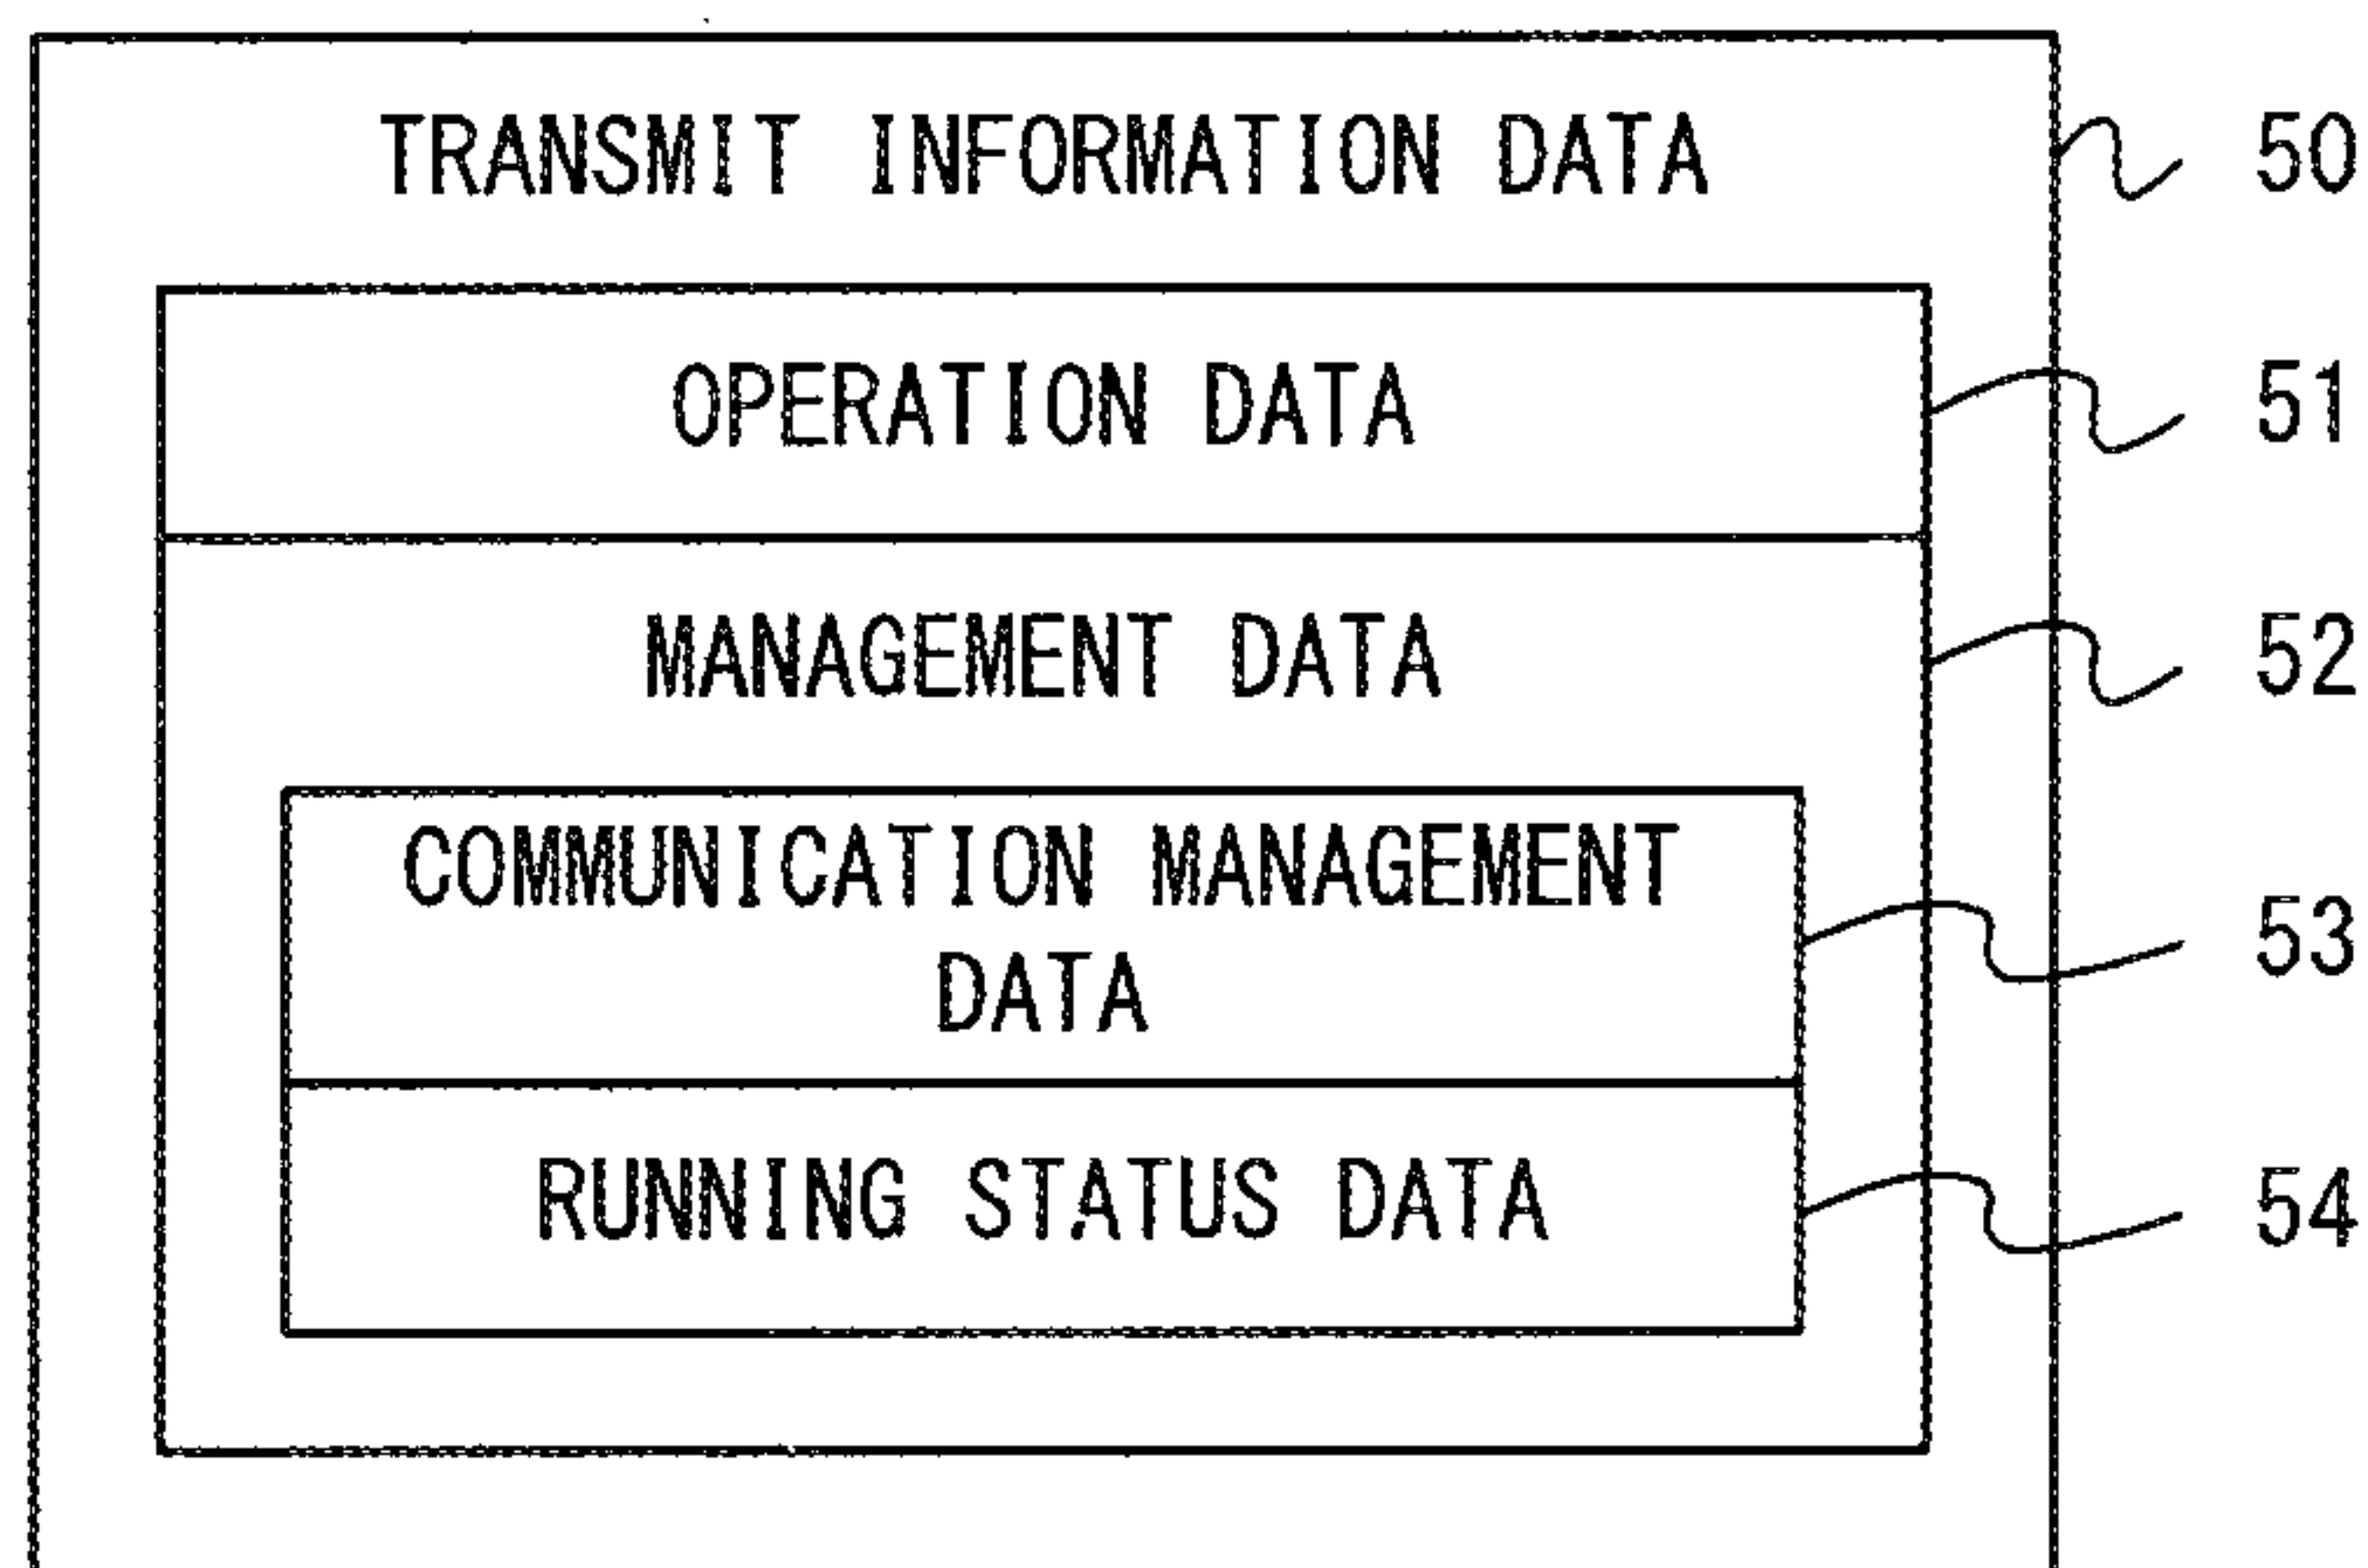 TRANSMIT INFORMATION DATA 50
OPERATION DATA 51
MANAGEMENT DATA 52
COMMUNICATION MANAGEMENT
DATA 53
RUNNING STATUS DATA 54